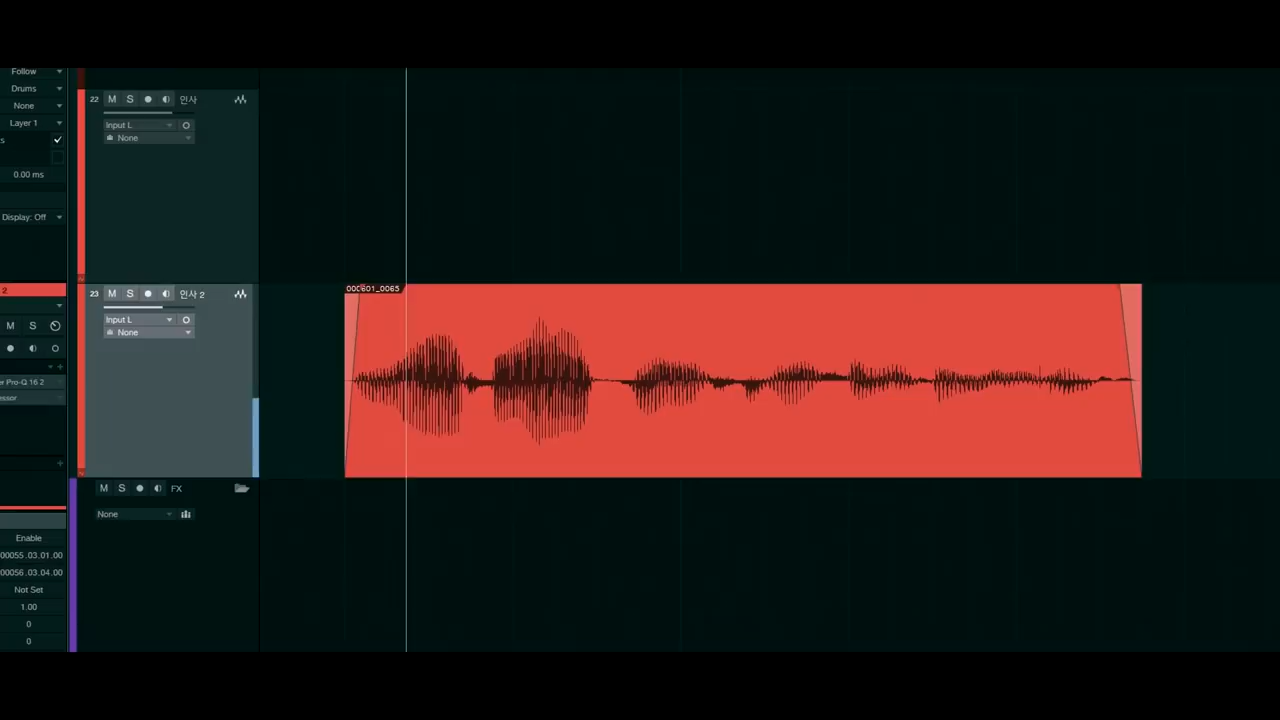 Follow
Drums
None
Layer 1
s
0.00 ms
Display: Off
2
M S
r Pro-Q 16 2
essor
Enable
00055.03.01.00
00056.03.04.00
Not Set
1.00
0
0
22 M S 인사
Input L
None
23 M S 인사 2
Input L
None
M S FX
None